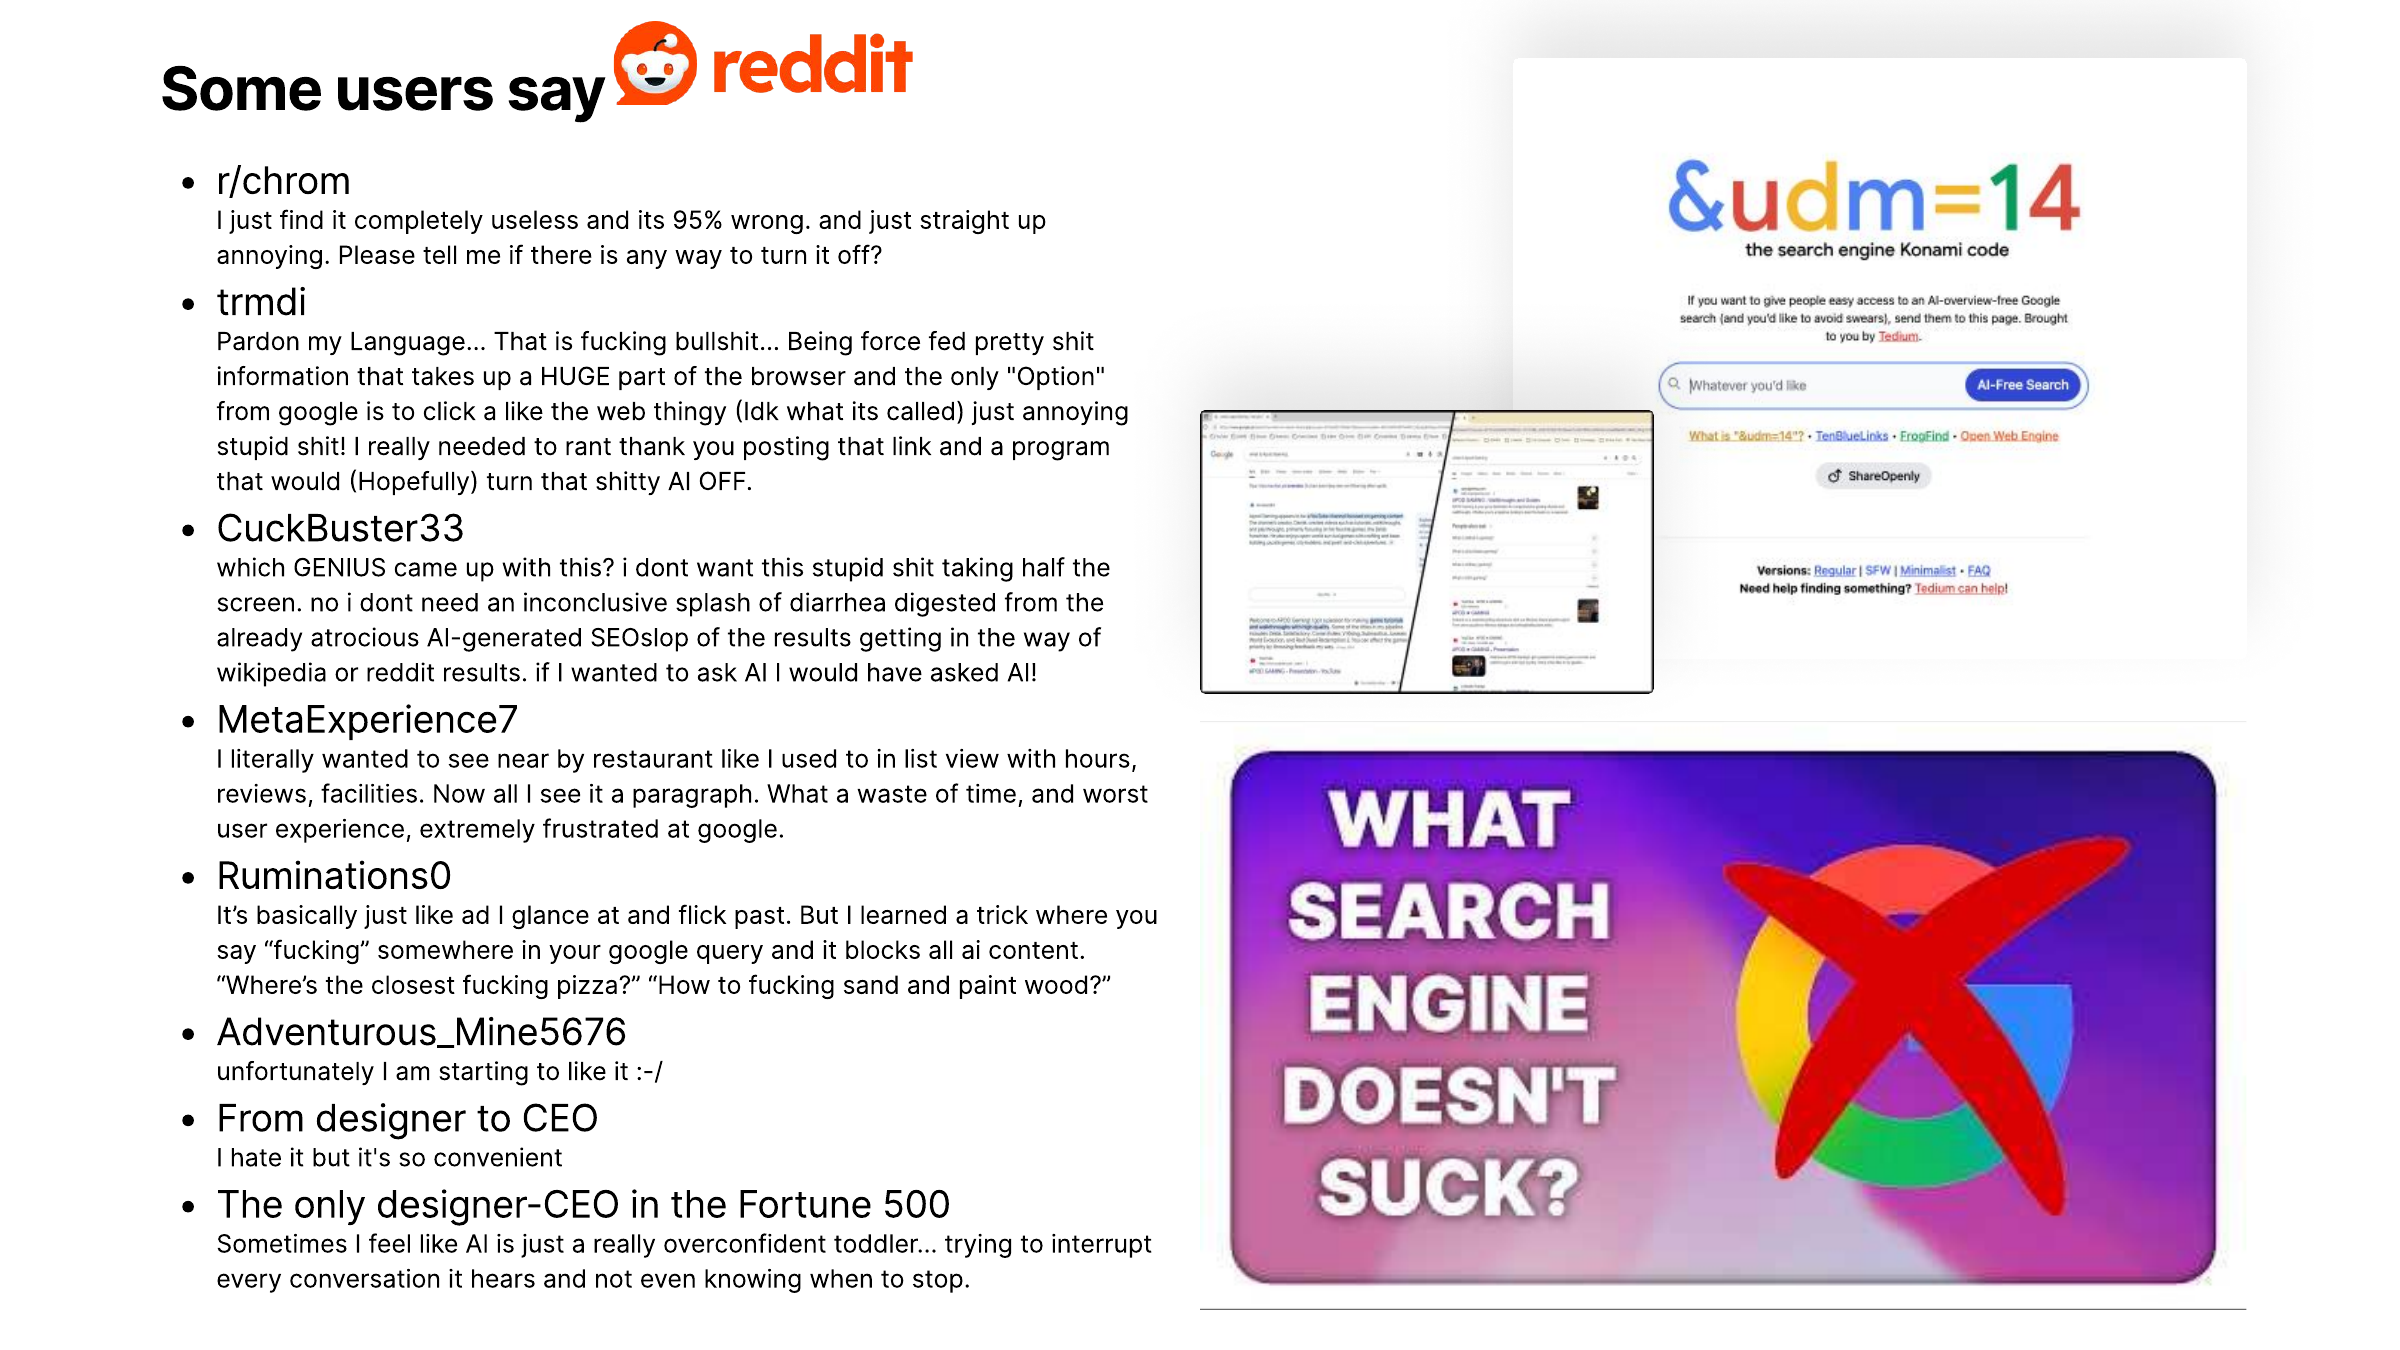 Some users say reddit
r/chrom
I just find it completely useless and its 95% wrong. and just straight up
annoying. Please tell me if there is any way to turn it off?
trmdi
Pardon my Language... That is fucking bullshit... Being force fed pretty shit
information that takes up a HUGE part of the browser and the only "Option"
from google is to click a like the web thingy (Idk what its called) just annoying
stupid shit! I really needed to rant thank you posting that link and a program
that would (Hopefully) turn that shitty AI OFF.
CuckBuster33
which GENIUS came up with this? i dont want this stupid shit taking half the
screen. no i dont need an inconclusive splash of diarrhea digested from the
already atrocious AI-generated SEOslop of the results getting in the way of
wikipedia or reddit results. if I wanted to ask AI I would have asked AI!
MetaExperience7
I literally wanted to see near by restaurant like I used to in list view with hours,
reviews, facilities. Now all I see it a paragraph. What a waste of time, and worst
user experience, extremely frustrated at google.
Ruminations0
It’s basically just like ad I glance at and flick past. But I learned a trick where you
say “fucking” somewhere in your google query and it blocks all ai content.
“Where’s the closest fucking pizza?” “How to fucking sand and paint wood?”
Adventurous_Mine5676
unfortunately I am starting to like it :-/
From designer to CEO
I hate it but it's so convenient
The only designer-CEO in the Fortune 500
Sometimes I feel like AI is just a really overconfident toddler... trying to interrupt
every conversation it hears and not even knowing when to stop.
&udm=14
the search engine Konami code
If you want to give people easy access to an AI-overview-free Google
search (and you'd like to avoid swears), send them to this page. Brought
to you by Tedium.
Whatever you'd like AI-Free Search
What is "&udm=14"? • TenBlueLinks • FrogFind • Open Web Engine
ShareOpenly
Versions: Regular | SFW | Minimalist • FAQ
Need help finding something? Tedium can help!
Google
People also ask
WHAT
SEARCH
ENGINE
DOESN'T
SUCK?